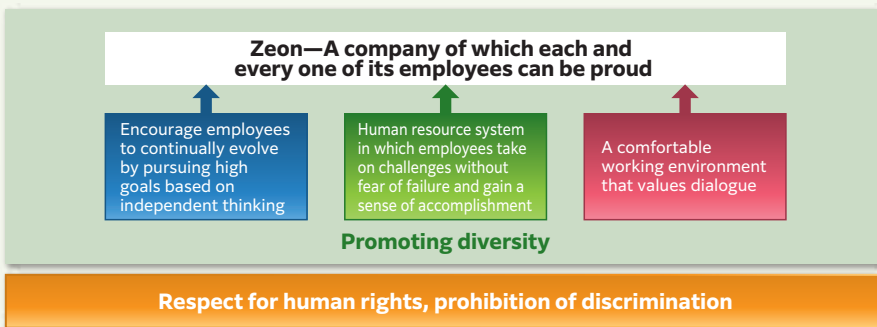 Zeon—A company of which each and
every one of its employees can be proud
Encourage employees
to continually evolve
by pursuing high
goals based on
independent thinking
Human resource system
in which employees take
on challenges without
fear of failure and gain a
sense of accomplishment
A comfortable
working environment
that values dialogue
Promoting diversity
Respect for human rights, prohibition of discrimination